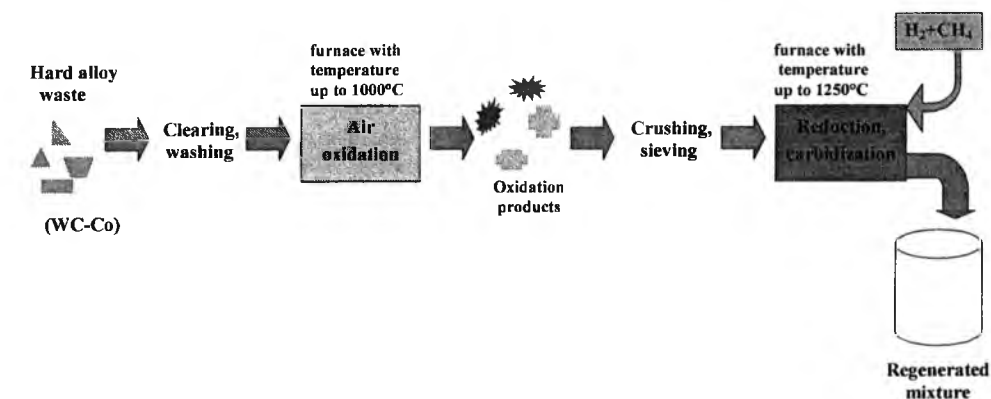 Hard alloy
waste
(WC-Co)
Clearing,
washing
furnace with
temperature
up to 1000°C
Air
oxidation
Oxidation
products
Crushing,
sieving
furnace with
temperature
up to 1250°C
Reduction,
carbidization
H₂+CH₄
Regenerated
mixture